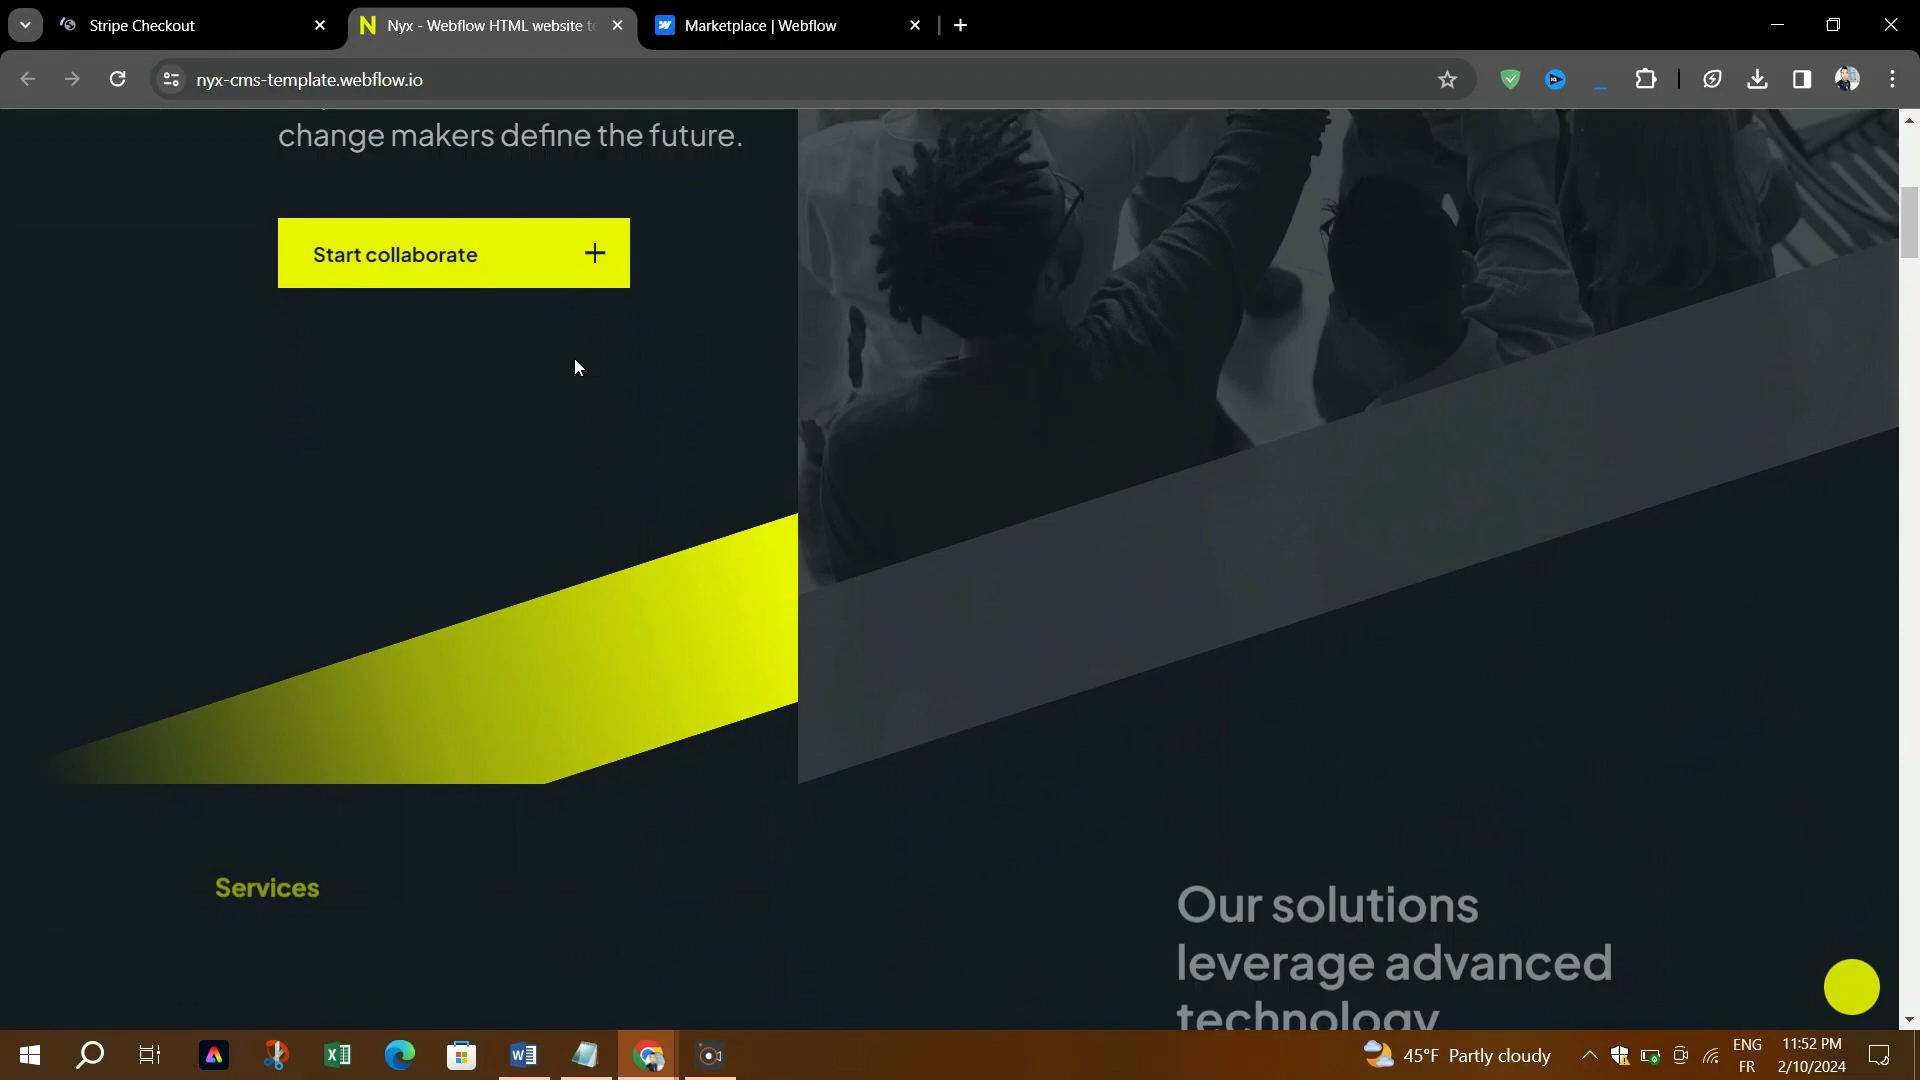 Stripe Checkout
Nyx - Webflow HTML website te
Marketplace | Webflow
nyx-cms-template.webflow.io
change makers define the future.
Start collaborate
Services
Our solutions
leverage advanced
technology
45°F Partly cloudy
ENG
FR
11:52 PM
2/10/2024